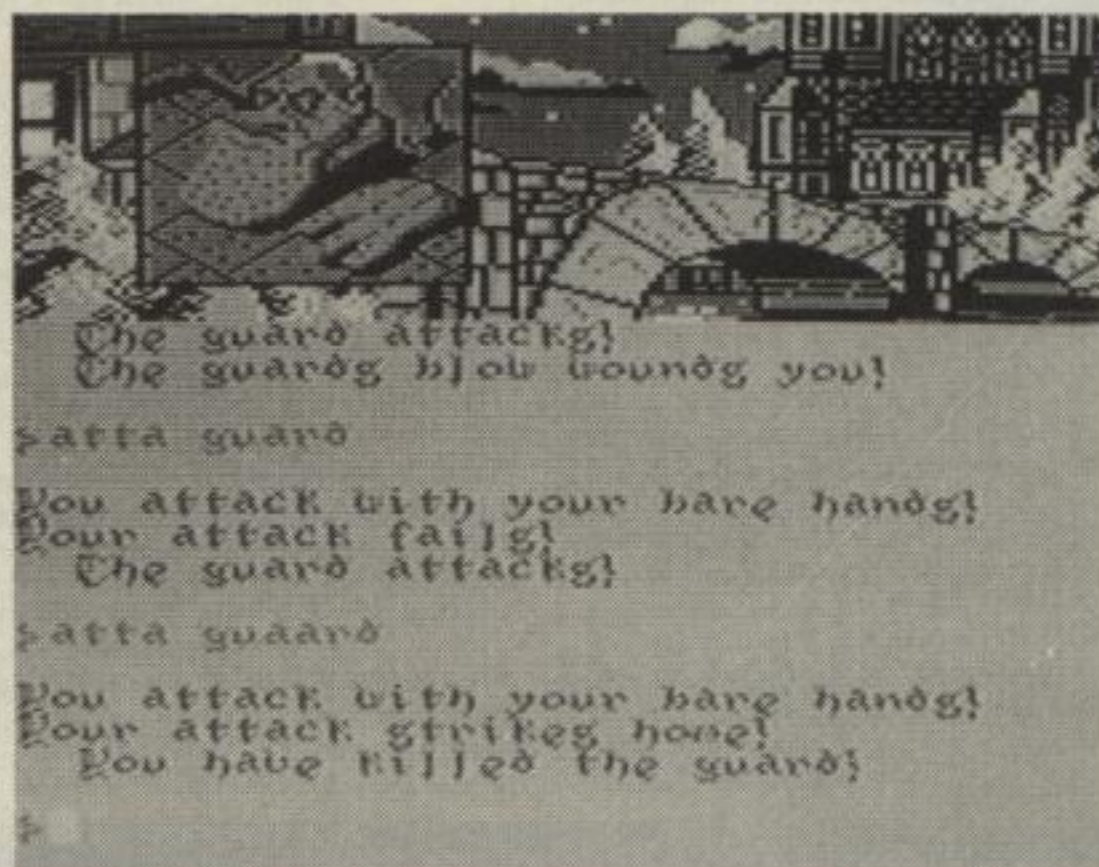 The guard attacks!
The guards blow wounds you!
>atta guard
You attack with your bare hands!
Your attack fails!
The guard attacks!
>atta guaard
You attack with your bare hands!
Your attack strikes home!
You have killed the guard!
>